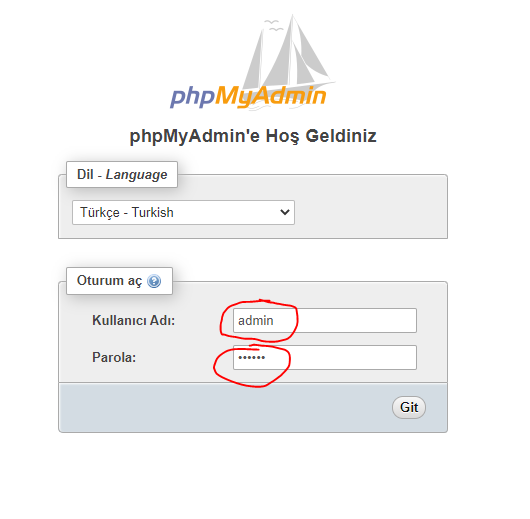 phpMyAdmin
phpMyAdmin'e Hoş Geldiniz
Dil - Language
Türkçe - Turkish
Oturum aç
Kullanıcı Adı:
admin
Parola:
••••••
Git